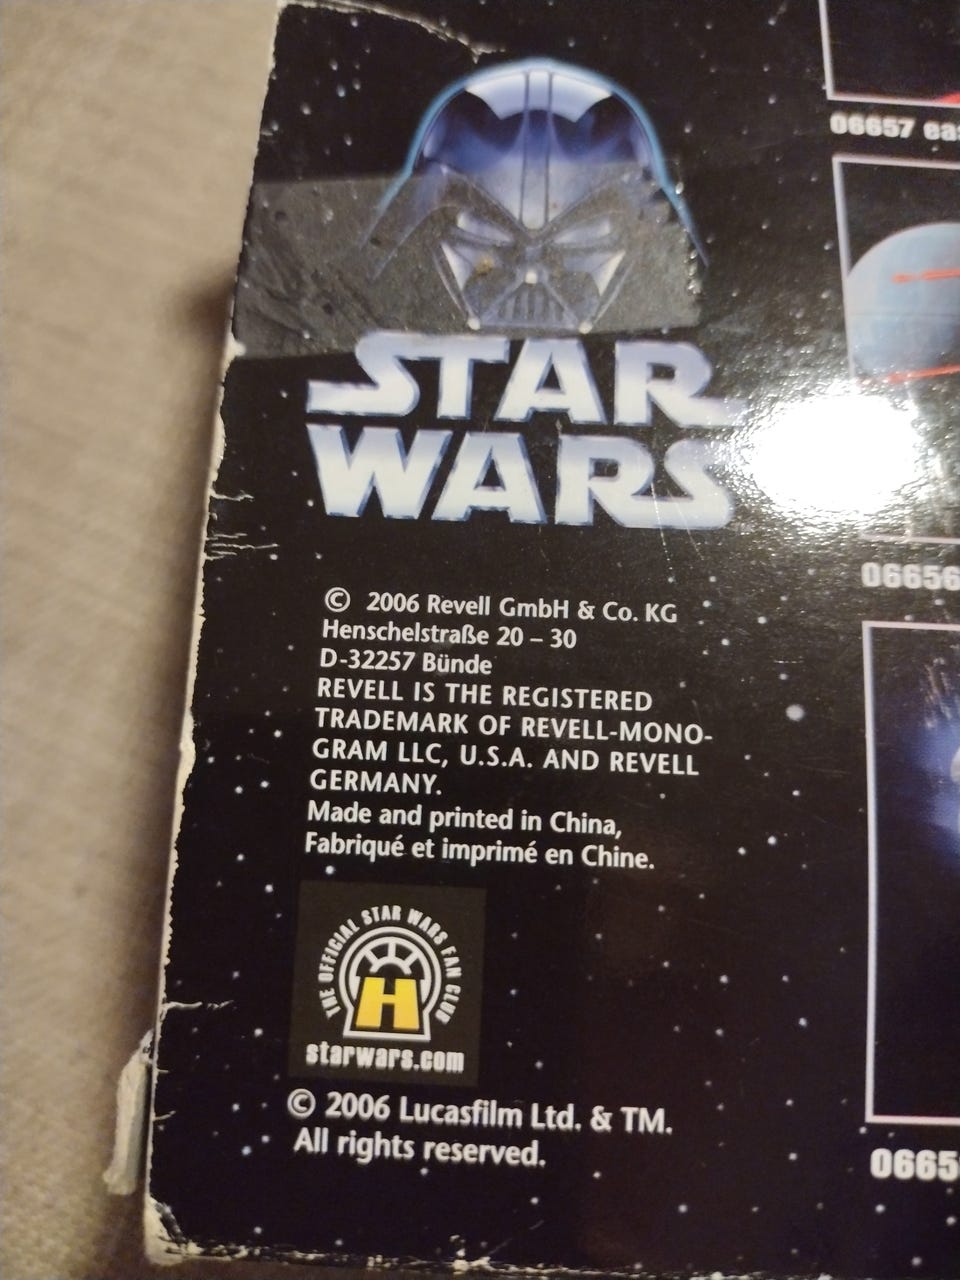 06657 eas
STAR
WARS
06656
© 2006 Revell GmbH & Co. KG
Henschelstraße 20 – 30
D-32257 Bünde
REVELL IS THE REGISTERED
TRADEMARK OF REVELL-MONO-
GRAM LLC, U.S.A. AND REVELL
GERMANY.
Made and printed in China,
Fabriqué et imprimé en Chine.
THE OFFICIAL STAR WARS FAN CLUB
H
starwars.com
© 2006 Lucasfilm Ltd. & TM.
All rights reserved.
0665